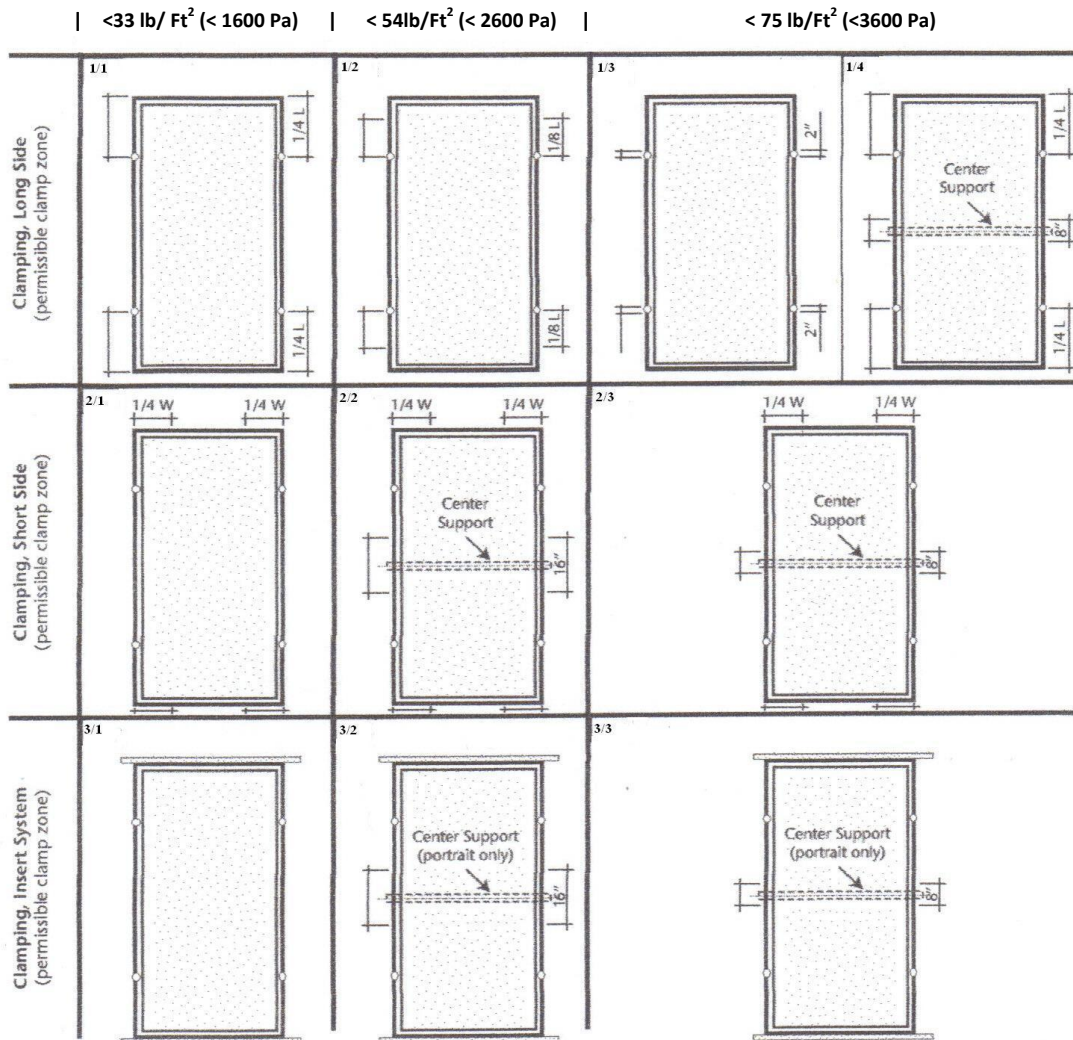 | <33 lb/ Ft² (< 1600 Pa) | < 54lb/Ft² (< 2600 Pa) | < 75 lb/Ft² (<3600 Pa)
Clamping, Long Side
(permissible clamp zone)
1/1
1/4 L
1/4 L
1/2
1/8 L
1/8 L
1/3
2"
2"
1/4
1/4 L
Center
Support
8"
1/4 L
Clamping, Short Side
(permissible clamp zone)
2/1
1/4 W 1/4 W
2/2
1/4 W 1/4 W
Center
Support
16"
2/3
1/4 W 1/4 W
Center
Support
8"
Clamping, Insert System
(permissible clamp zone)
3/1
3/2
Center Support
(portrait only)
16"
3/3
Center Support
(portrait only)
8"